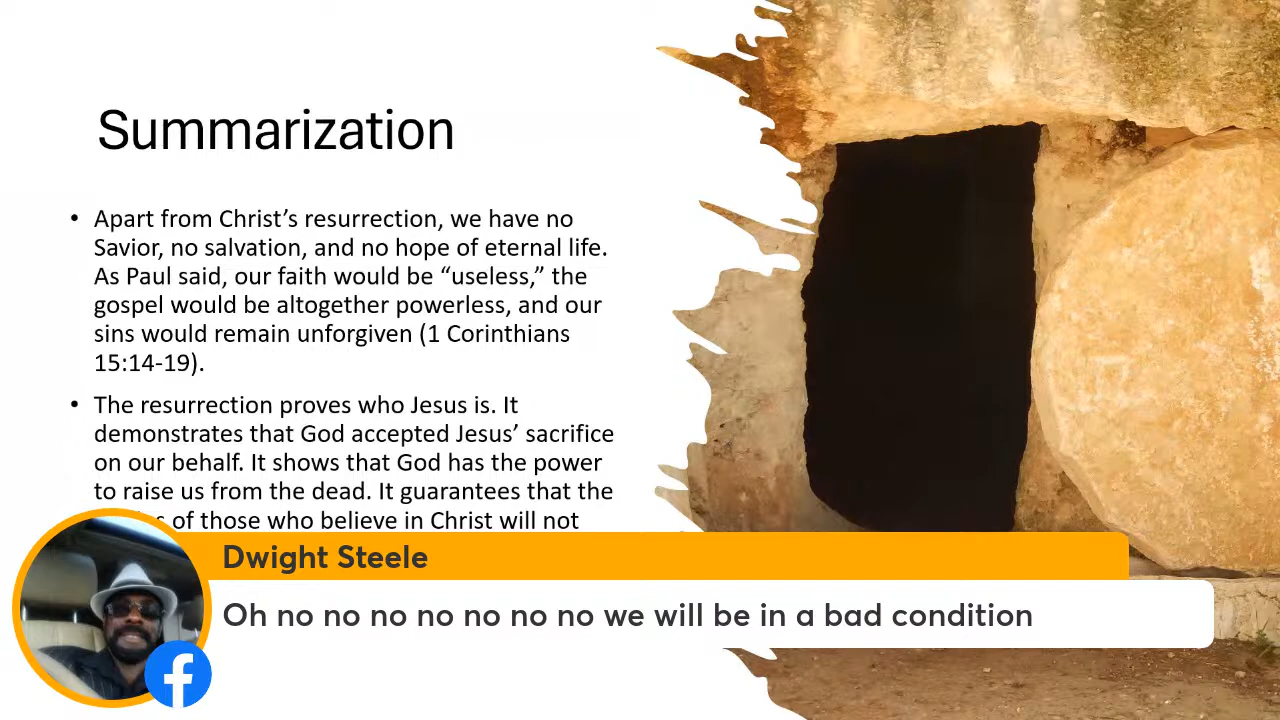 Summarization
• Apart from Christ’s resurrection, we have no
Savior, no salvation, and no hope of eternal life.
As Paul said, our faith would be “useless,” the
gospel would be altogether powerless, and our
sins would remain unforgiven (1 Corinthians
15:14-19).
• The resurrection proves who Jesus is. It
demonstrates that God accepted Jesus’ sacrifice
on our behalf. It shows that God has the power
to raise us from the dead. It guarantees that the
of those who believe in Christ will not
Dwight Steele
Oh no no no no no no no we will be in a bad condition